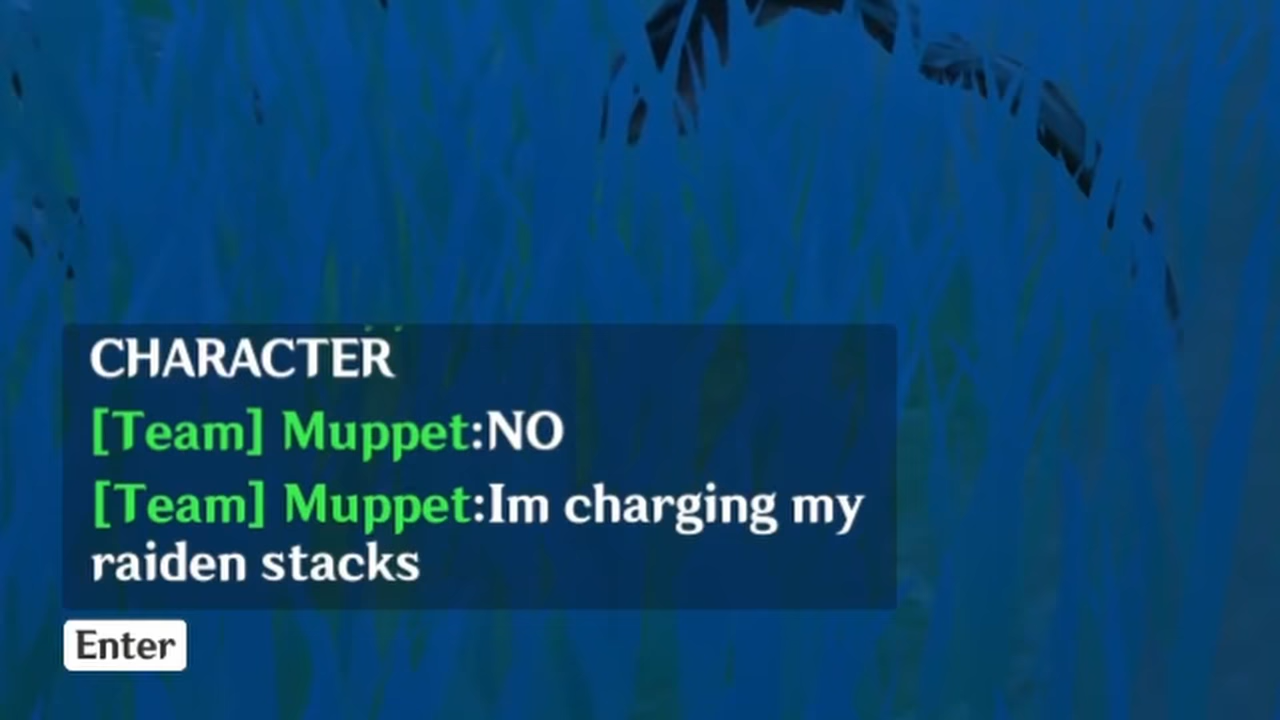 CHARACTER
[Team] Muppet:NO
[Team] Muppet:Im charging my
raiden stacks
Enter